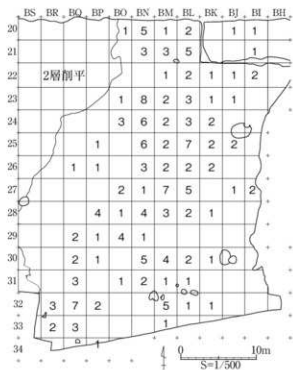 BS BR BQ BP BO BN BM BL BK BJ BI BH
20 1 5 1 2 1 1
21 3 3 5 1
22 2層削平 1 2 1 1 2
23 1 8 2 3 1 1
24 3 6 2 3 2
25 1 6 2 7 2 2
26 1 1 3 2 2 2
27 2 1 7 5 1 2
28 4 1 4 3 2 1
29 2 1 4 1
30 2 1 5 4 2 1
31 3 1 2 1 1
32 3 7 2 5 1 1
33 2 3 1
34 1
0 10m
S=1/500